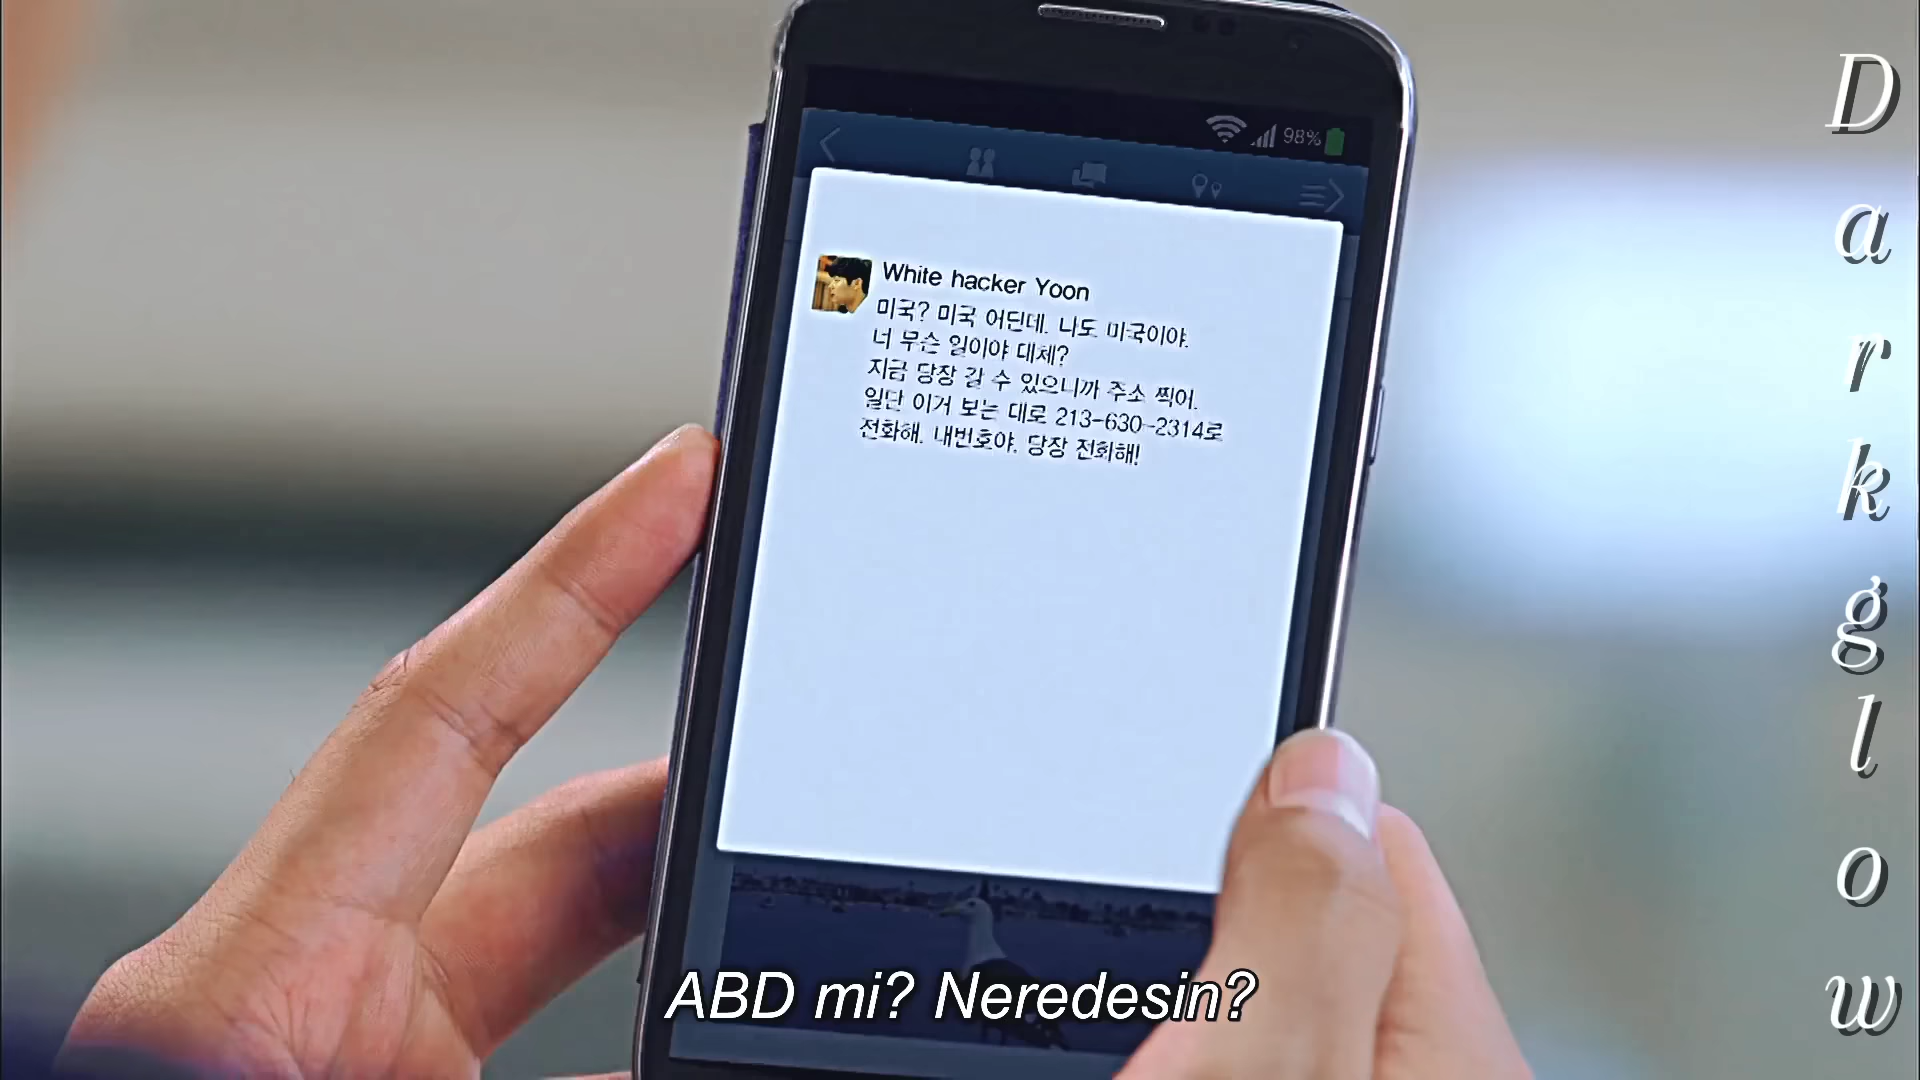 98%
White hacker Yoon
미국? 미국 어딘데. 나도 미국이야.
너 무슨 일이야 대체?
지금 당장 갈 수 있으니까 주소 찍어.
일단 이거 보는 대로 213-630-2314로
전화해. 내번호야. 당장 전화해!
ABD mi? Neredesin?
Darkglow